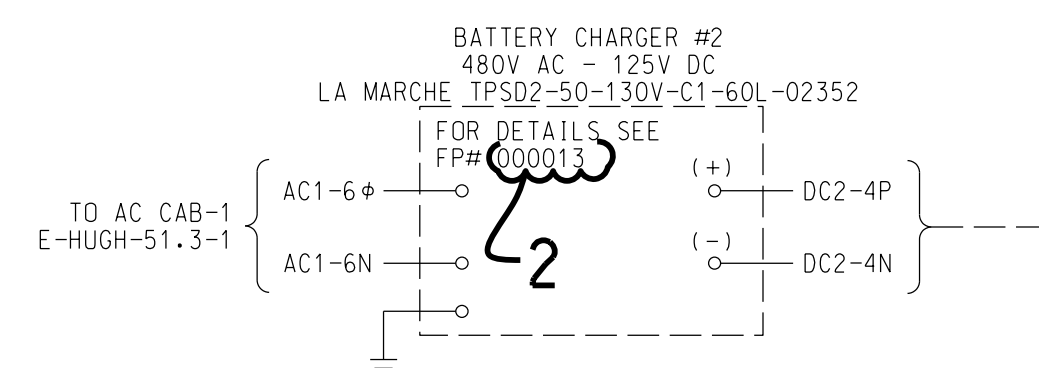 BATTERY CHARGER #2
480V AC - 125V DC
LA MARCHE TPSD2-50-130V-C1-60L-02352
FOR DETAILS SEE
FP# 000013
(+)
AC1-6ϕ
DC2-4P
TO AC CAB-1
E-HUGH-51.3-1
(-)
2
AC1-6N
DC2-4N